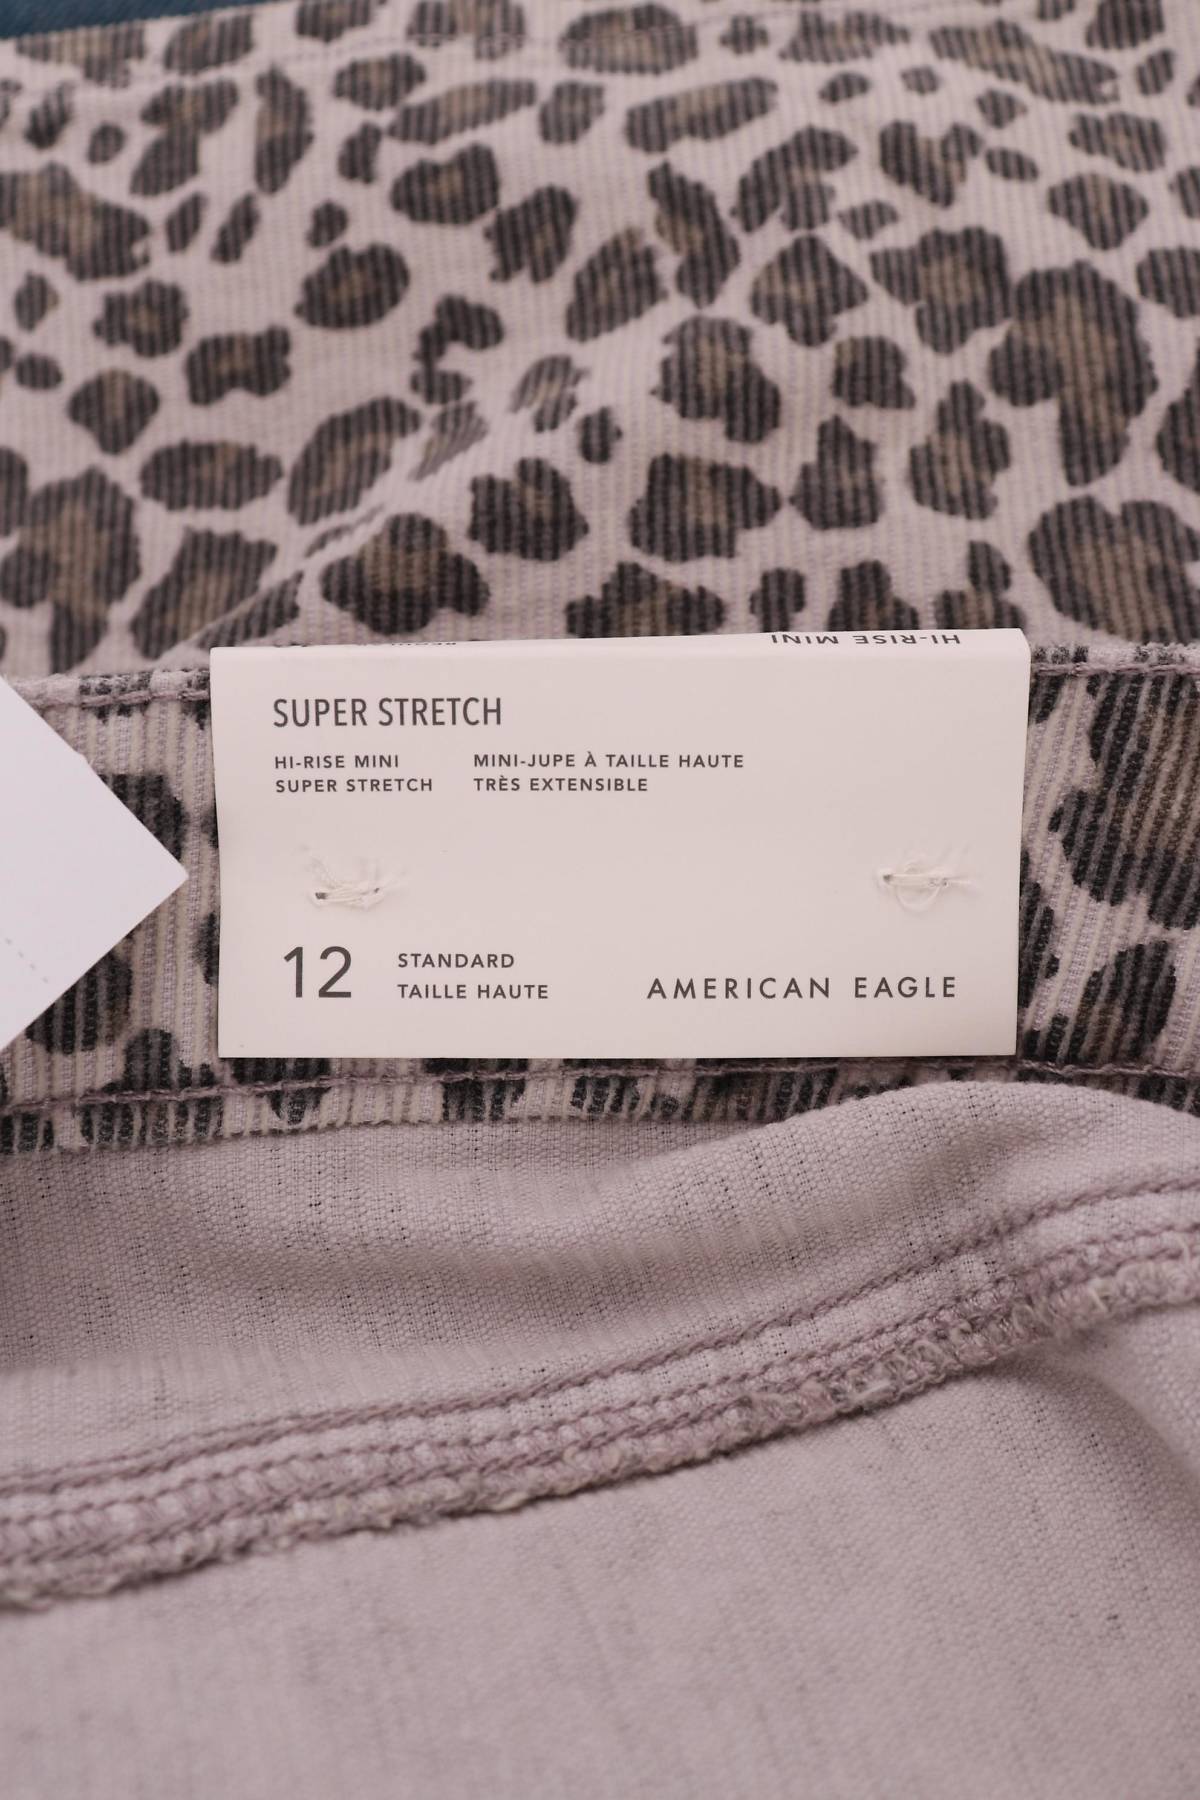 HI-RISE MINI
SUPER STRETCH
HI-RISE MINI
SUPER STRETCH
MINI-JUPE À TAILLE HAUTE
TRÈS EXTENSIBLE
12
STANDARD
TAILLE HAUTE
AMERICAN EAGLE